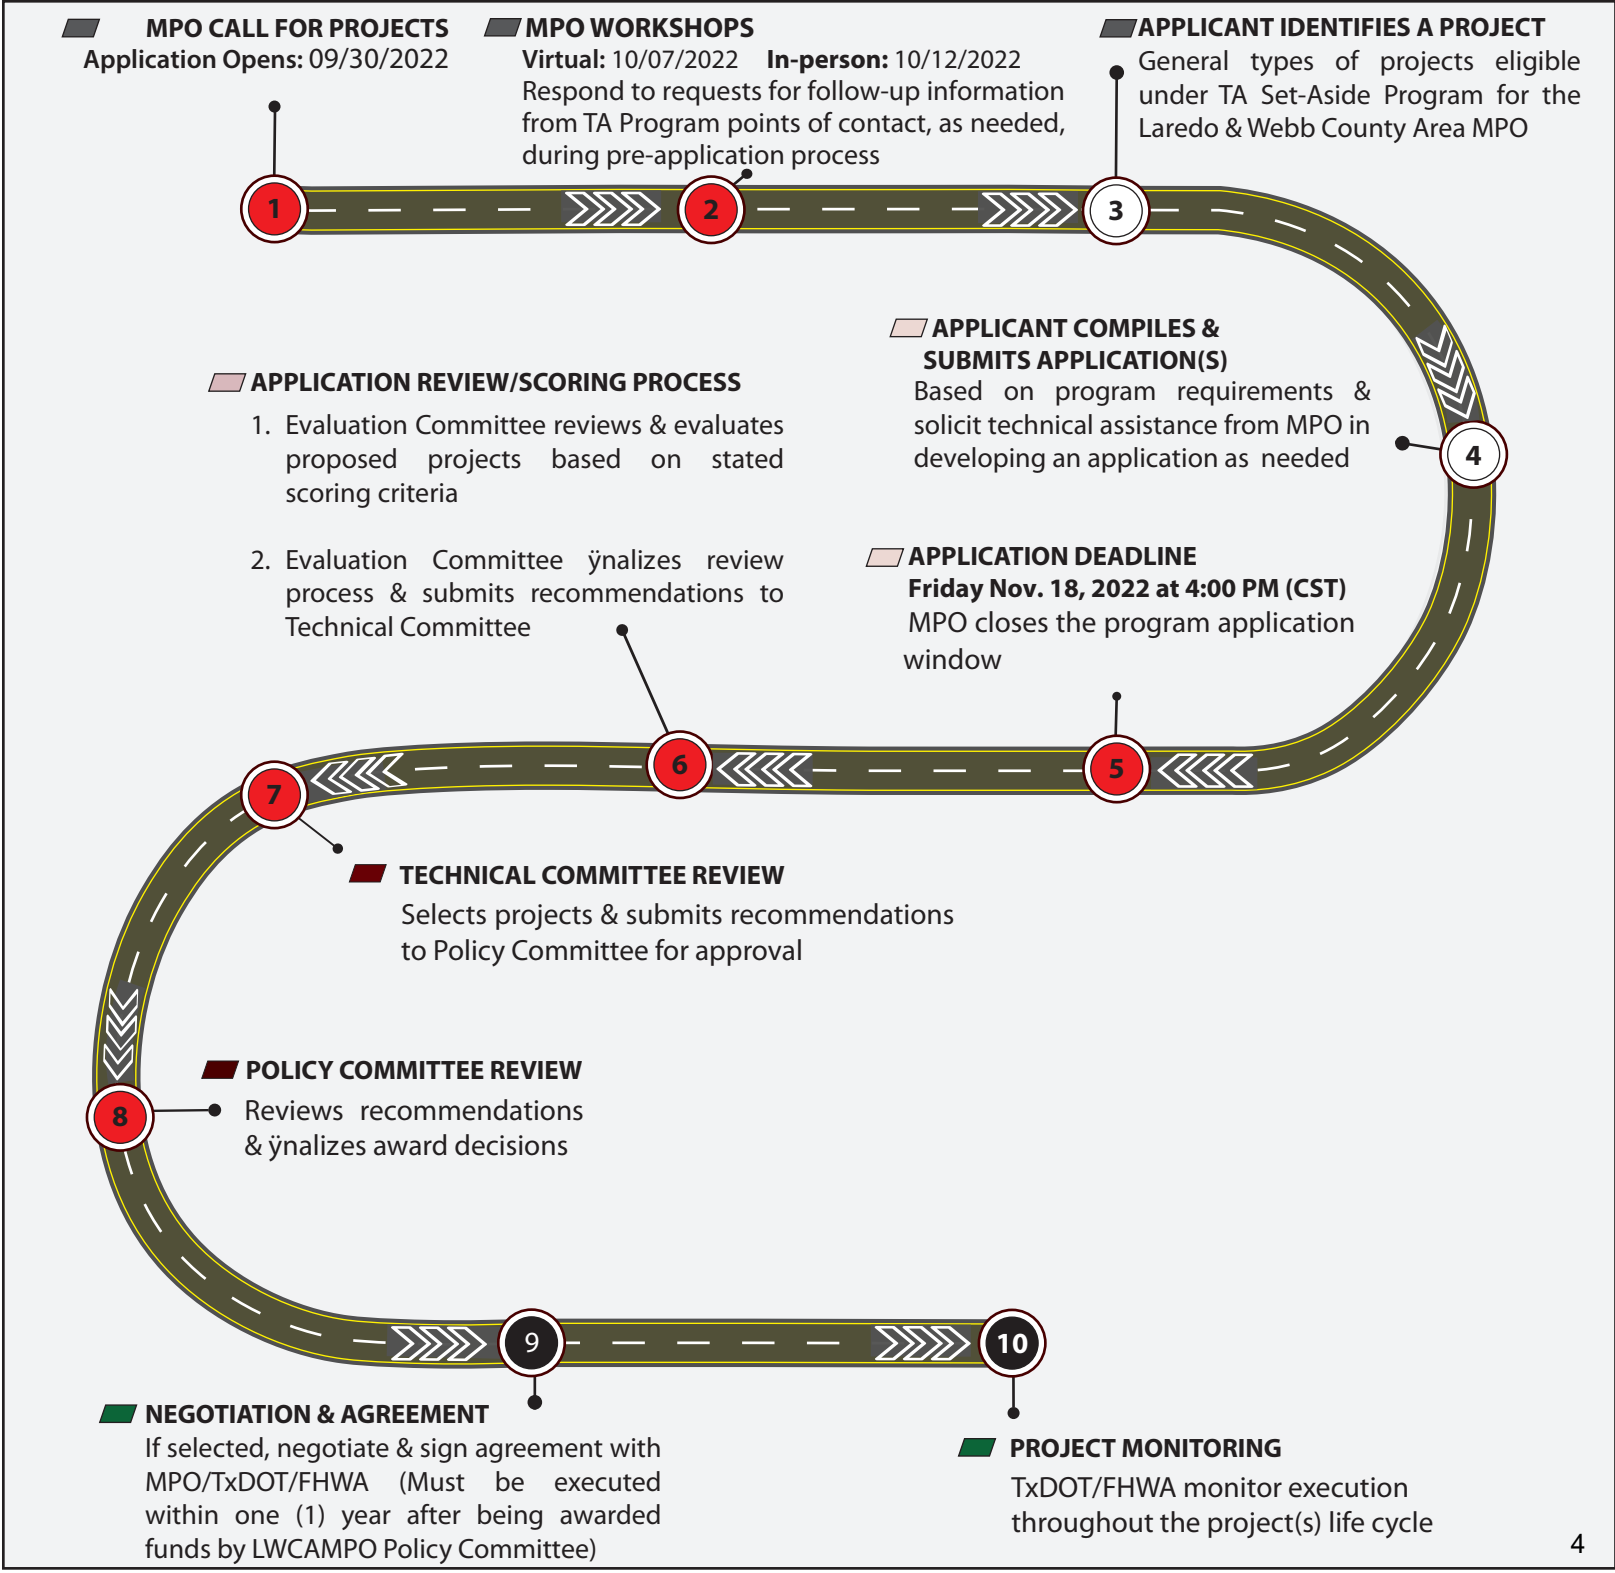 MPO CALL FOR PROJECTS
Application Opens: 09/30/2022
MPO WORKSHOPS
Virtual: 10/07/2022 In-person: 10/12/2022
Respond to requests for follow-up information
from TA Program points of contact, as needed,
during pre-application process
APPLICANT IDENTIFIES A PROJECT
General types of projects eligible
under TA Set-Aside Program for the
Laredo & Webb County Area MPO
1
2
3
APPLICANT COMPILES &
SUBMITS APPLICATION(S)
Based on program requirements &
solicit technical assistance from MPO in
developing an application as needed
4
APPLICATION DEADLINE
Friday Nov. 18, 2022 at 4:00 PM (CST)
MPO closes the program application
window
5
APPLICATION REVIEW/SCORING PROCESS
1. Evaluation Committee reviews & evaluates
proposed projects based on stated
scoring criteria
2. Evaluation Committee ÿnalizes review
process & submits recommendations to
Technical Committee
6
7
TECHNICAL COMMITTEE REVIEW
Selects projects & submits recommendations
to Policy Committee for approval
POLICY COMMITTEE REVIEW
8
Reviews recommendations
& ÿnalizes award decisions
9
10
NEGOTIATION & AGREEMENT
If selected, negotiate & sign agreement with
MPO/TxDOT/FHWA (Must be executed
within one (1) year after being awarded
funds by LWCAMPO Policy Committee)
PROJECT MONITORING
TxDOT/FHWA monitor execution
throughout the project(s) life cycle
4